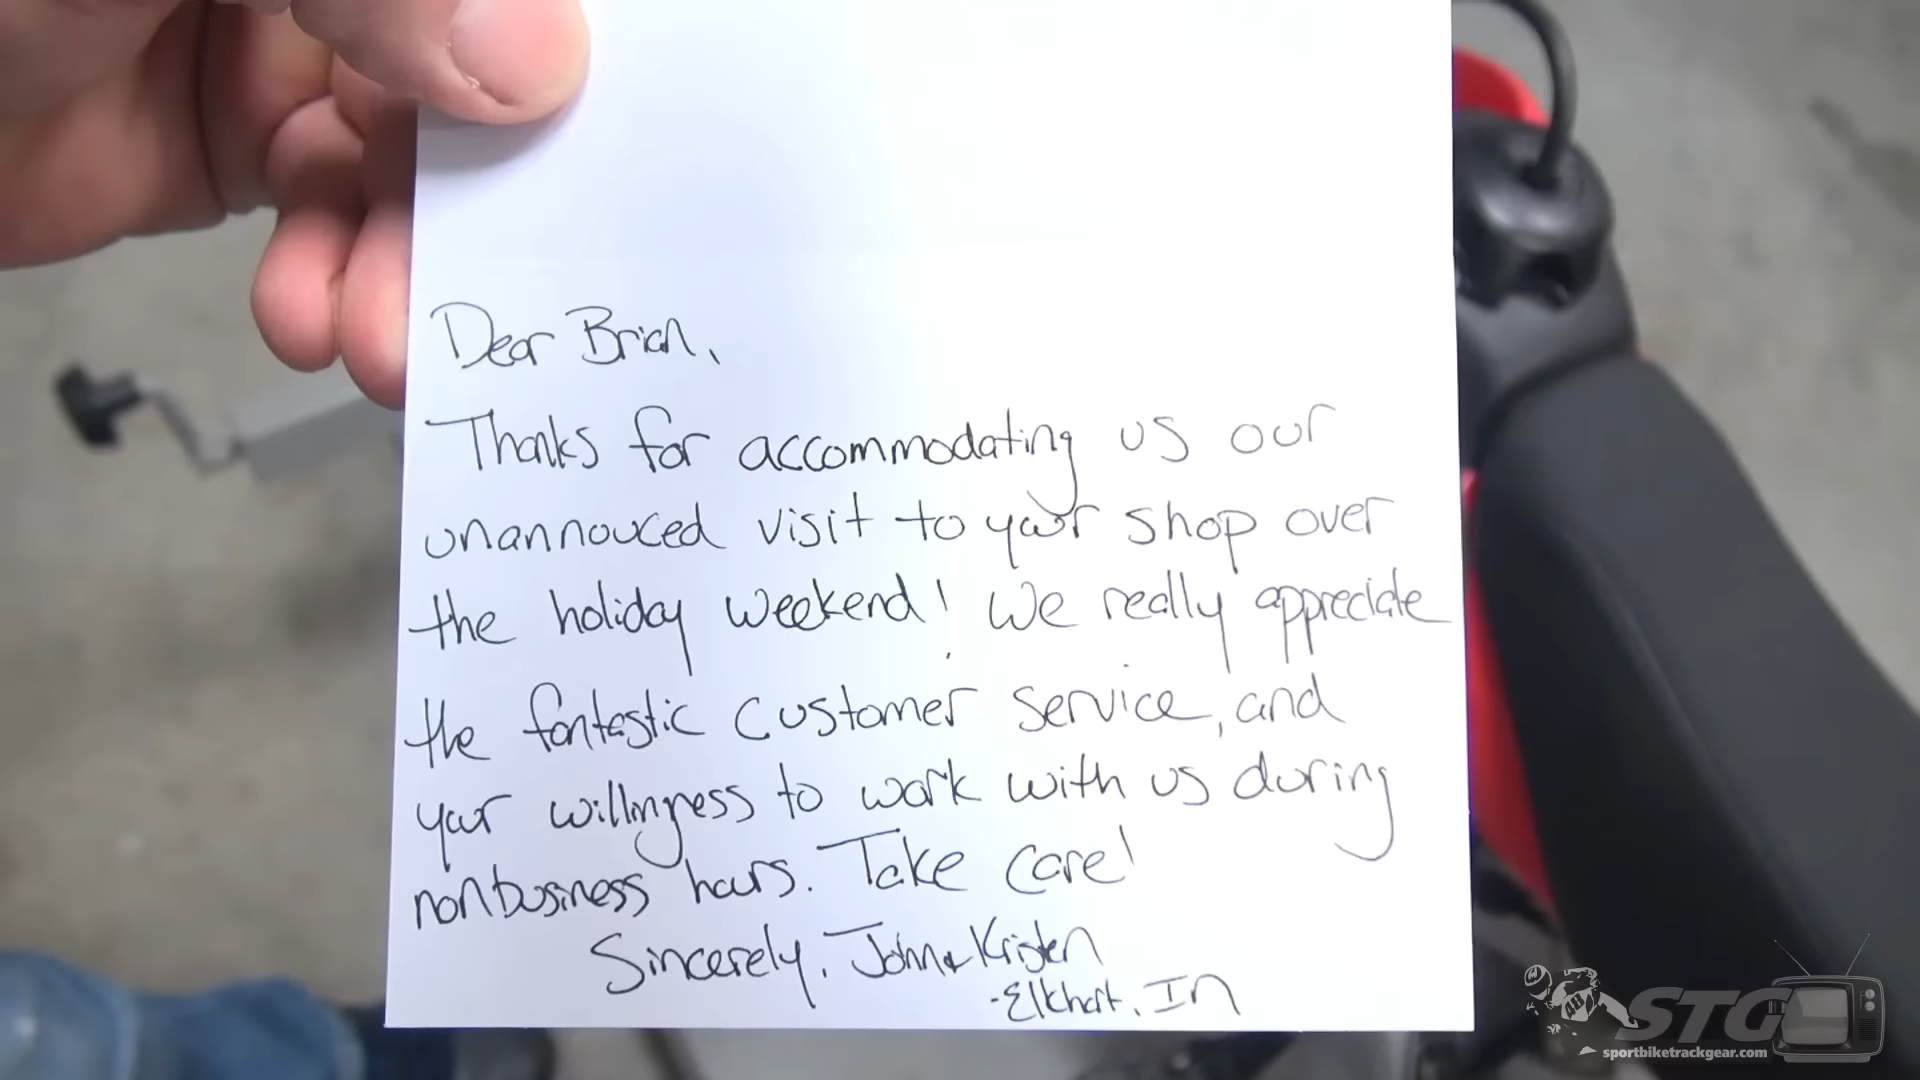 Dear Brian,
Thanks for accommodating us our
unannouced visit to your shop over
the holiday weekend! We really appreciate
the fantastic customer service, and
your willingness to work with us during
nonbusiness hours. Take care!
Sincerely, John & Kristen
-Elkhart, In
STG
sportbiketrackgear.com